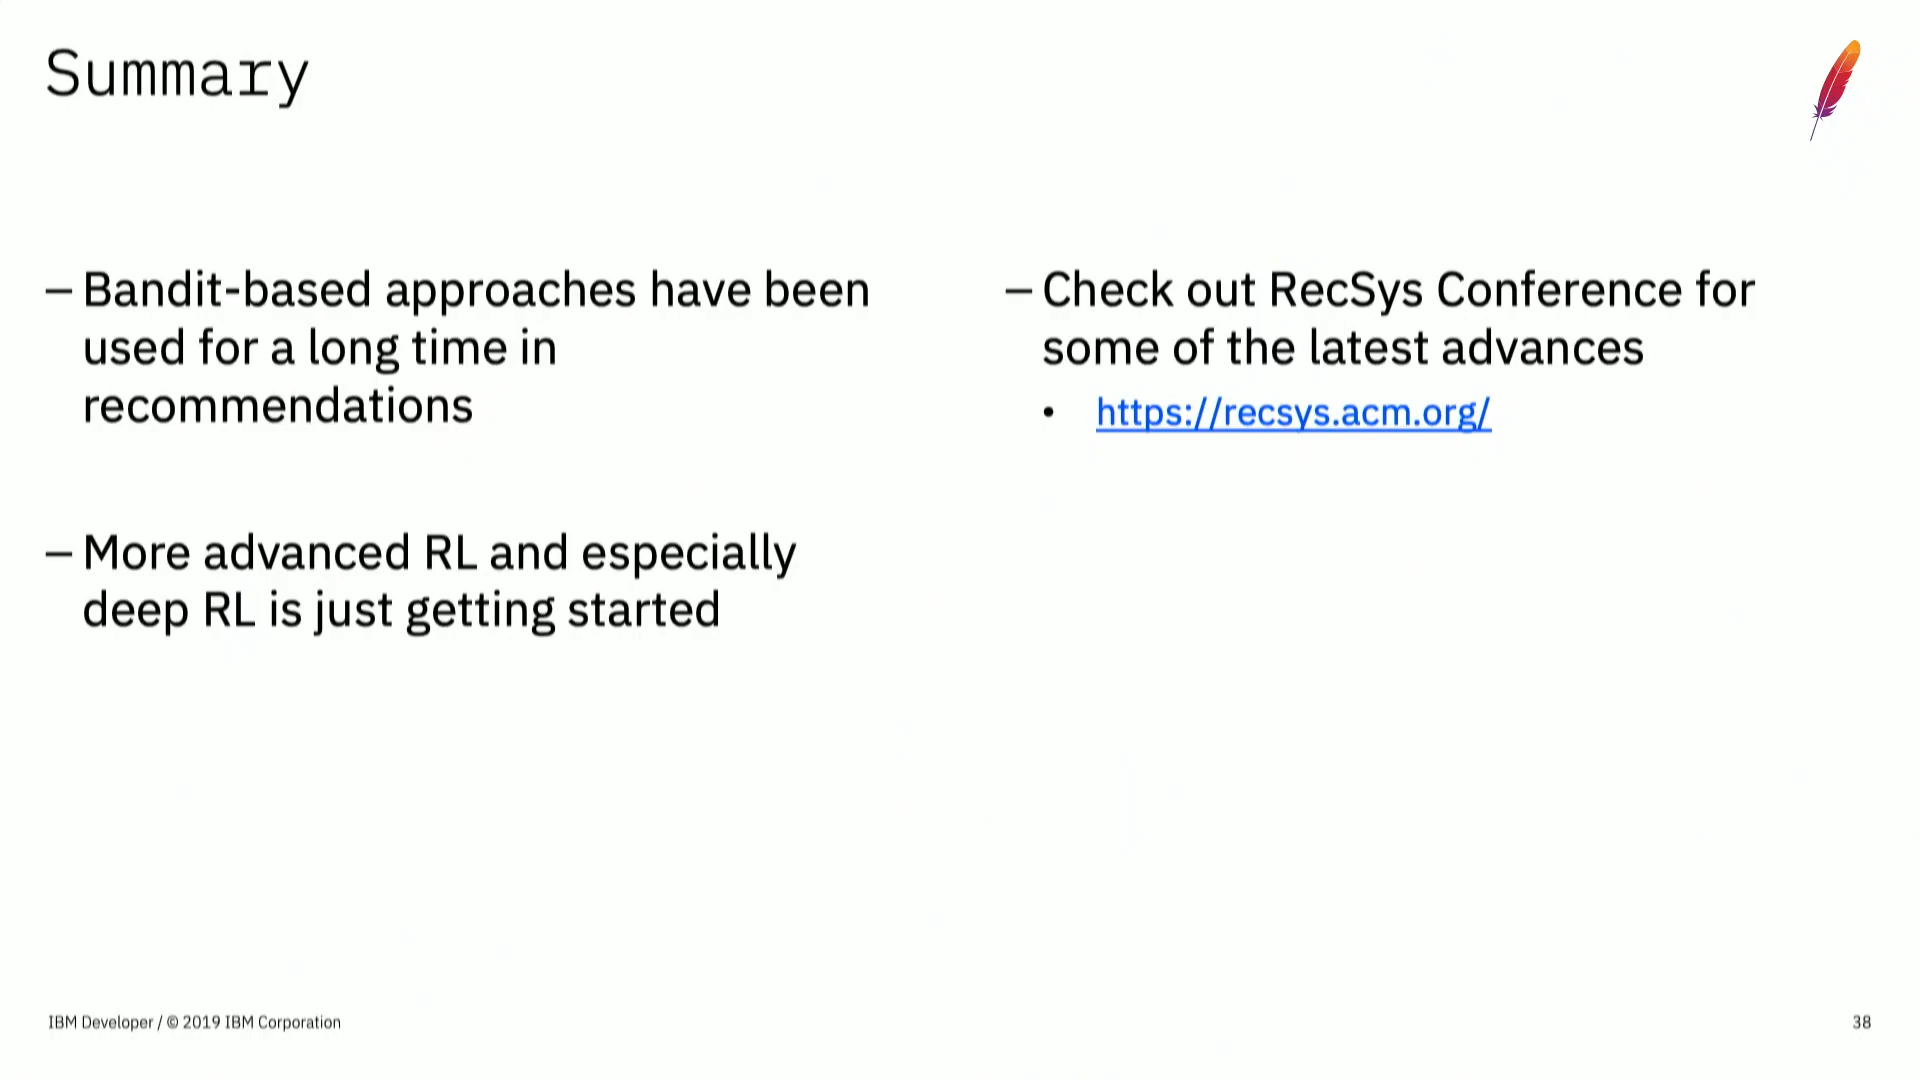 Summary
– Bandit-based approaches have been
used for a long time in
recommendations
– More advanced RL and especially
deep RL is just getting started
– Check out RecSys Conference for
some of the latest advances
• https://recsys.acm.org/
IBM Developer / © 2019 IBM Corporation
38